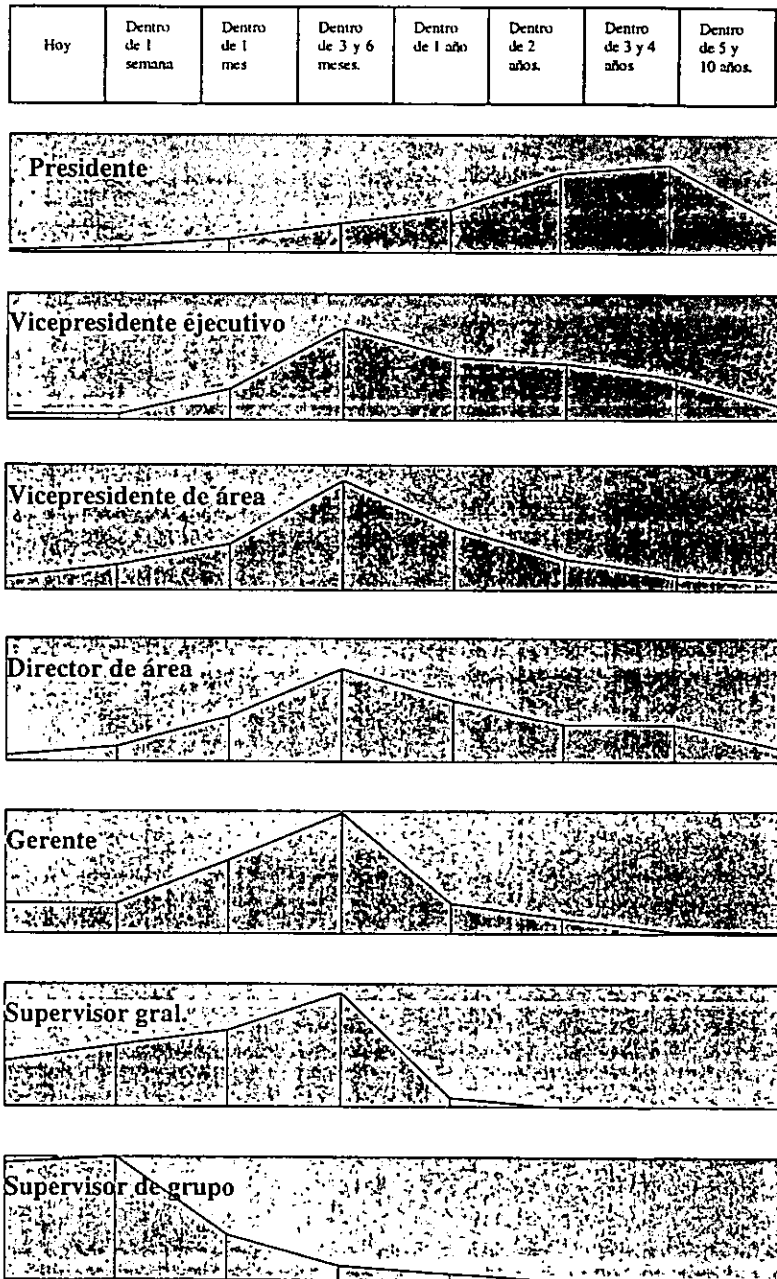 Hoy
Dentro
de 1
semana
Dentro
de 1
mes
Dentro
de 3 y 6
meses.
Dentro
de 1 año
Dentro
de 2
años.
Dentro
de 3 y 4
años
Dentro
de 5 y
10 años.
Presidente
Vicepresidente ejecutivo
Vicepresidente de área
Director de área
Gerente
Supervisor gral.
Supervisor de grupo